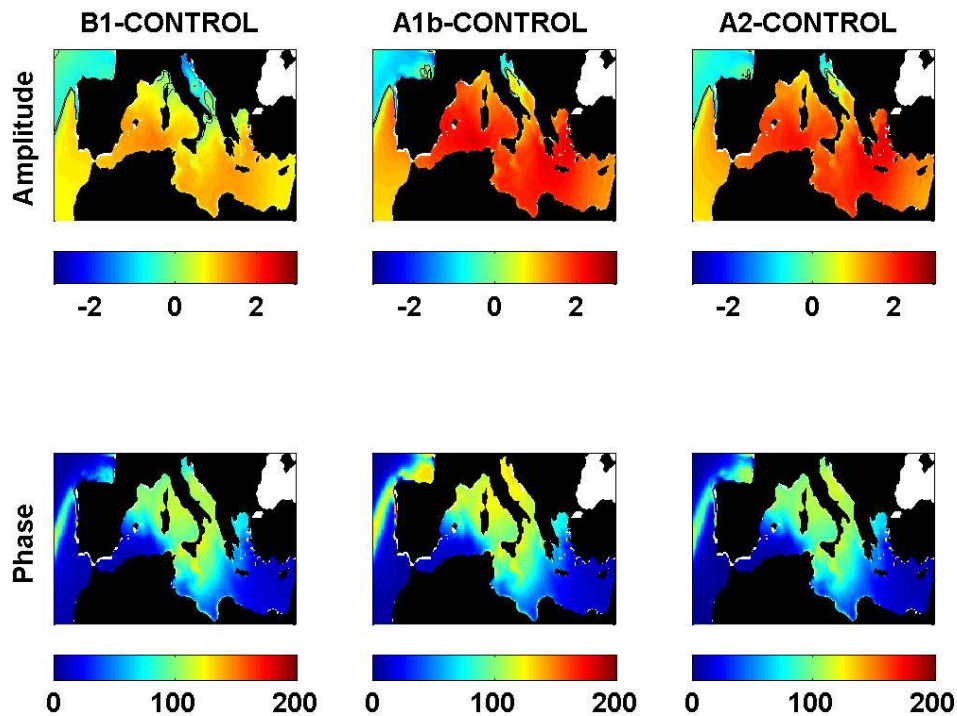 B1-CONTROL A1b-CONTROL A2-CONTROL
Amplitude
-2 0 2 -2 0 2 -2 0 2
Phase
0 100 200 0 100 200 0 100 200